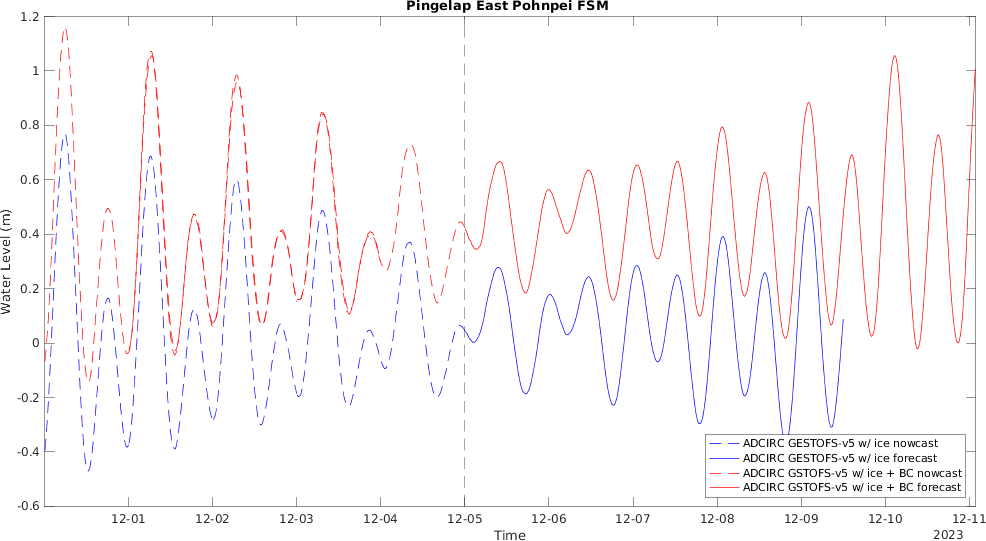 Pingelap East Pohnpei FSM
Water Level (m)
1.2
1
0.8
0.6
0.4
0.2
0
-0.2
-0.4
-0.6
ADCIRC GESTOFS-v5 w/ ice nowcast
ADCIRC GESTOFS-v5 w/ ice forecast
ADCIRC GSTOFS-v5 w/ ice + BC nowcast
ADCIRC GSTOFS-v5 w/ ice + BC forecast
12-01 12-02 12-03 12-04 12-05 12-06 12-07 12-08 12-09 12-10 12-11
Time
2023